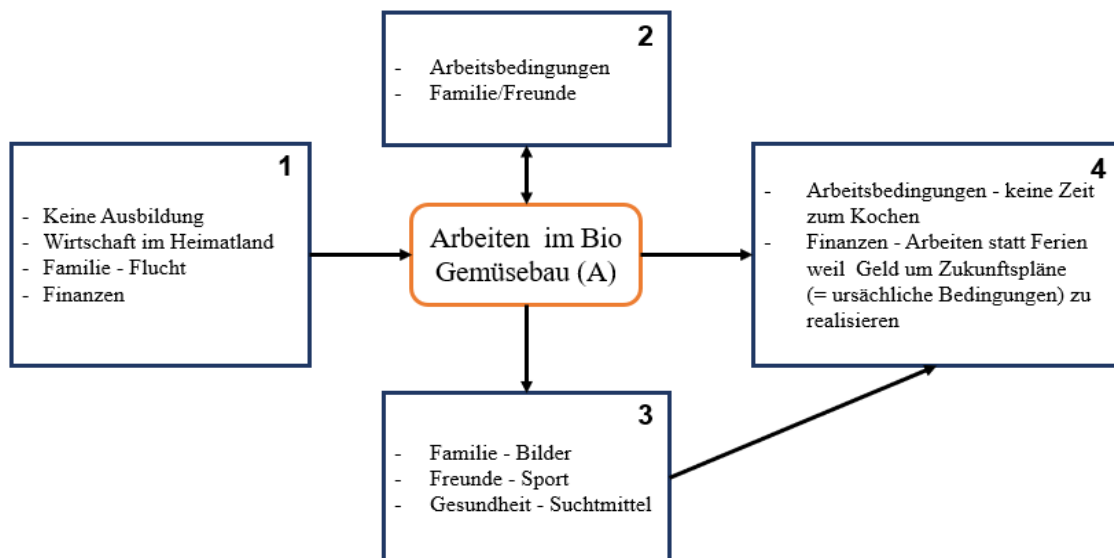 2
- Arbeitsbedingungen
- Familie/Freunde
1
- Keine Ausbildung
- Wirtschaft im Heimatland
- Familie - Flucht
- Finanzen
Arbeiten im Bio
Gemüsebau (A)
4
- Arbeitsbedingungen - keine Zeit
zum Kochen
- Finanzen - Arbeiten statt Ferien
weil Geld um Zukunftspläne
(= ursächliche Bedingungen) zu
realisieren
3
- Familie - Bilder
- Freunde - Sport
- Gesundheit - Suchtmittel